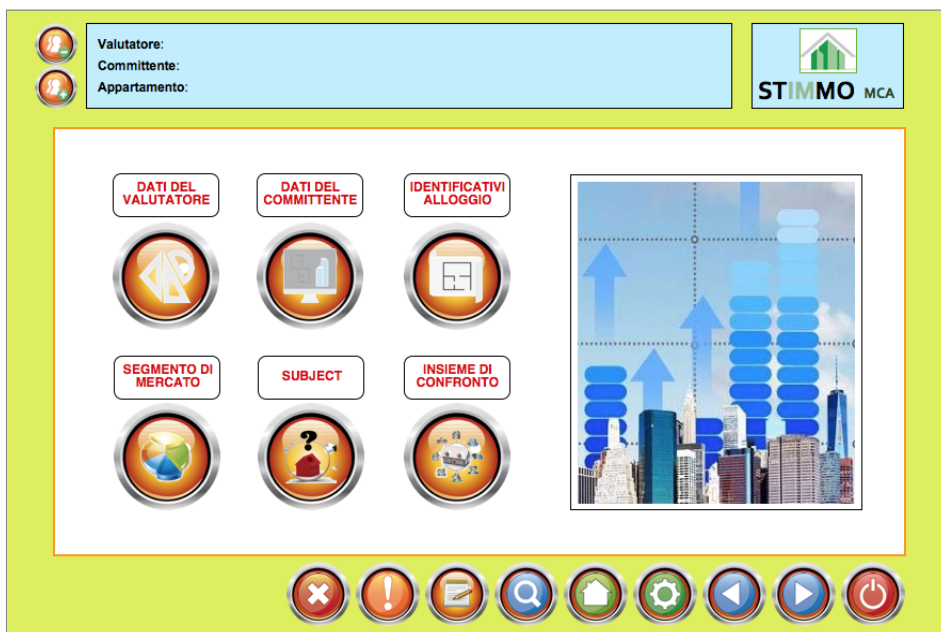 Valutatore:
Committente:
Appartamento:
STIMMO MCA
DATI DEL
VALUTATORE
DATI DEL
COMMITTENTE
IDENTIFICATIVI
ALLOGGIO
SEGMENTO DI
MERCATO
SUBJECT
INSIEME DI
CONFRONTO
?
!